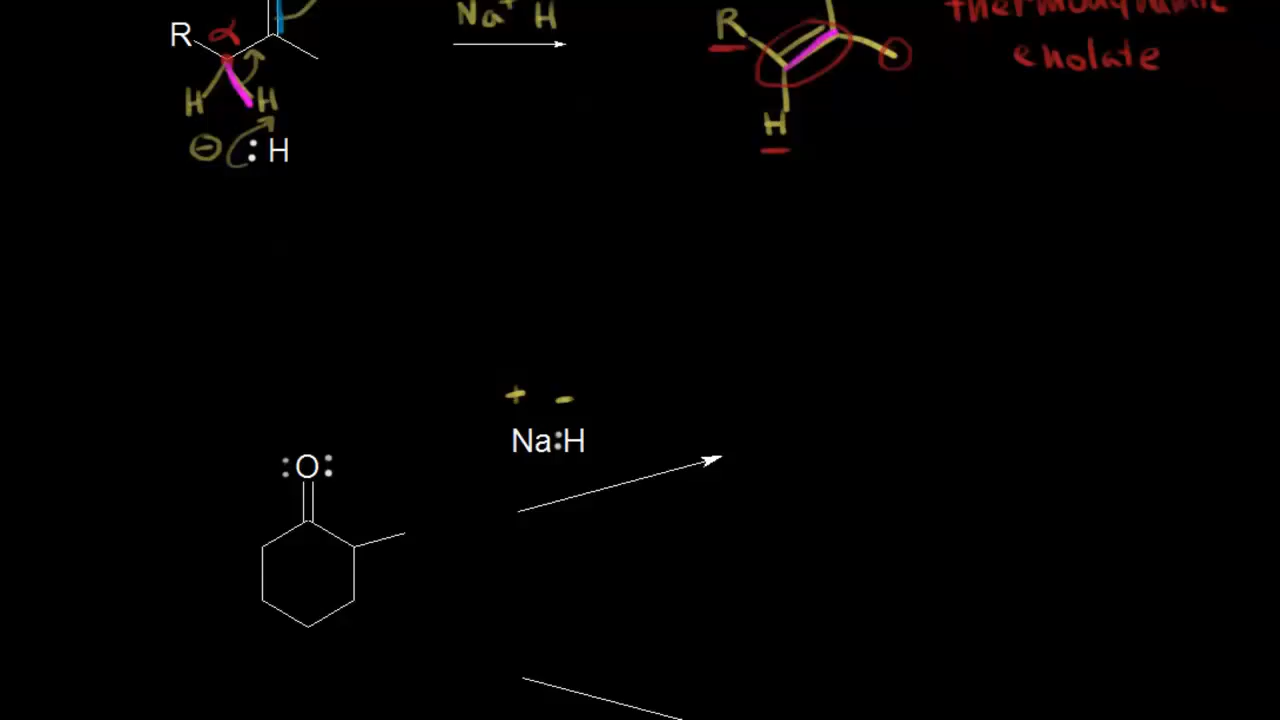 Na⁺ H
R α
R
thermodynamic
enolate
H H
H
⊖ :H
+ -
Na:H
:O: